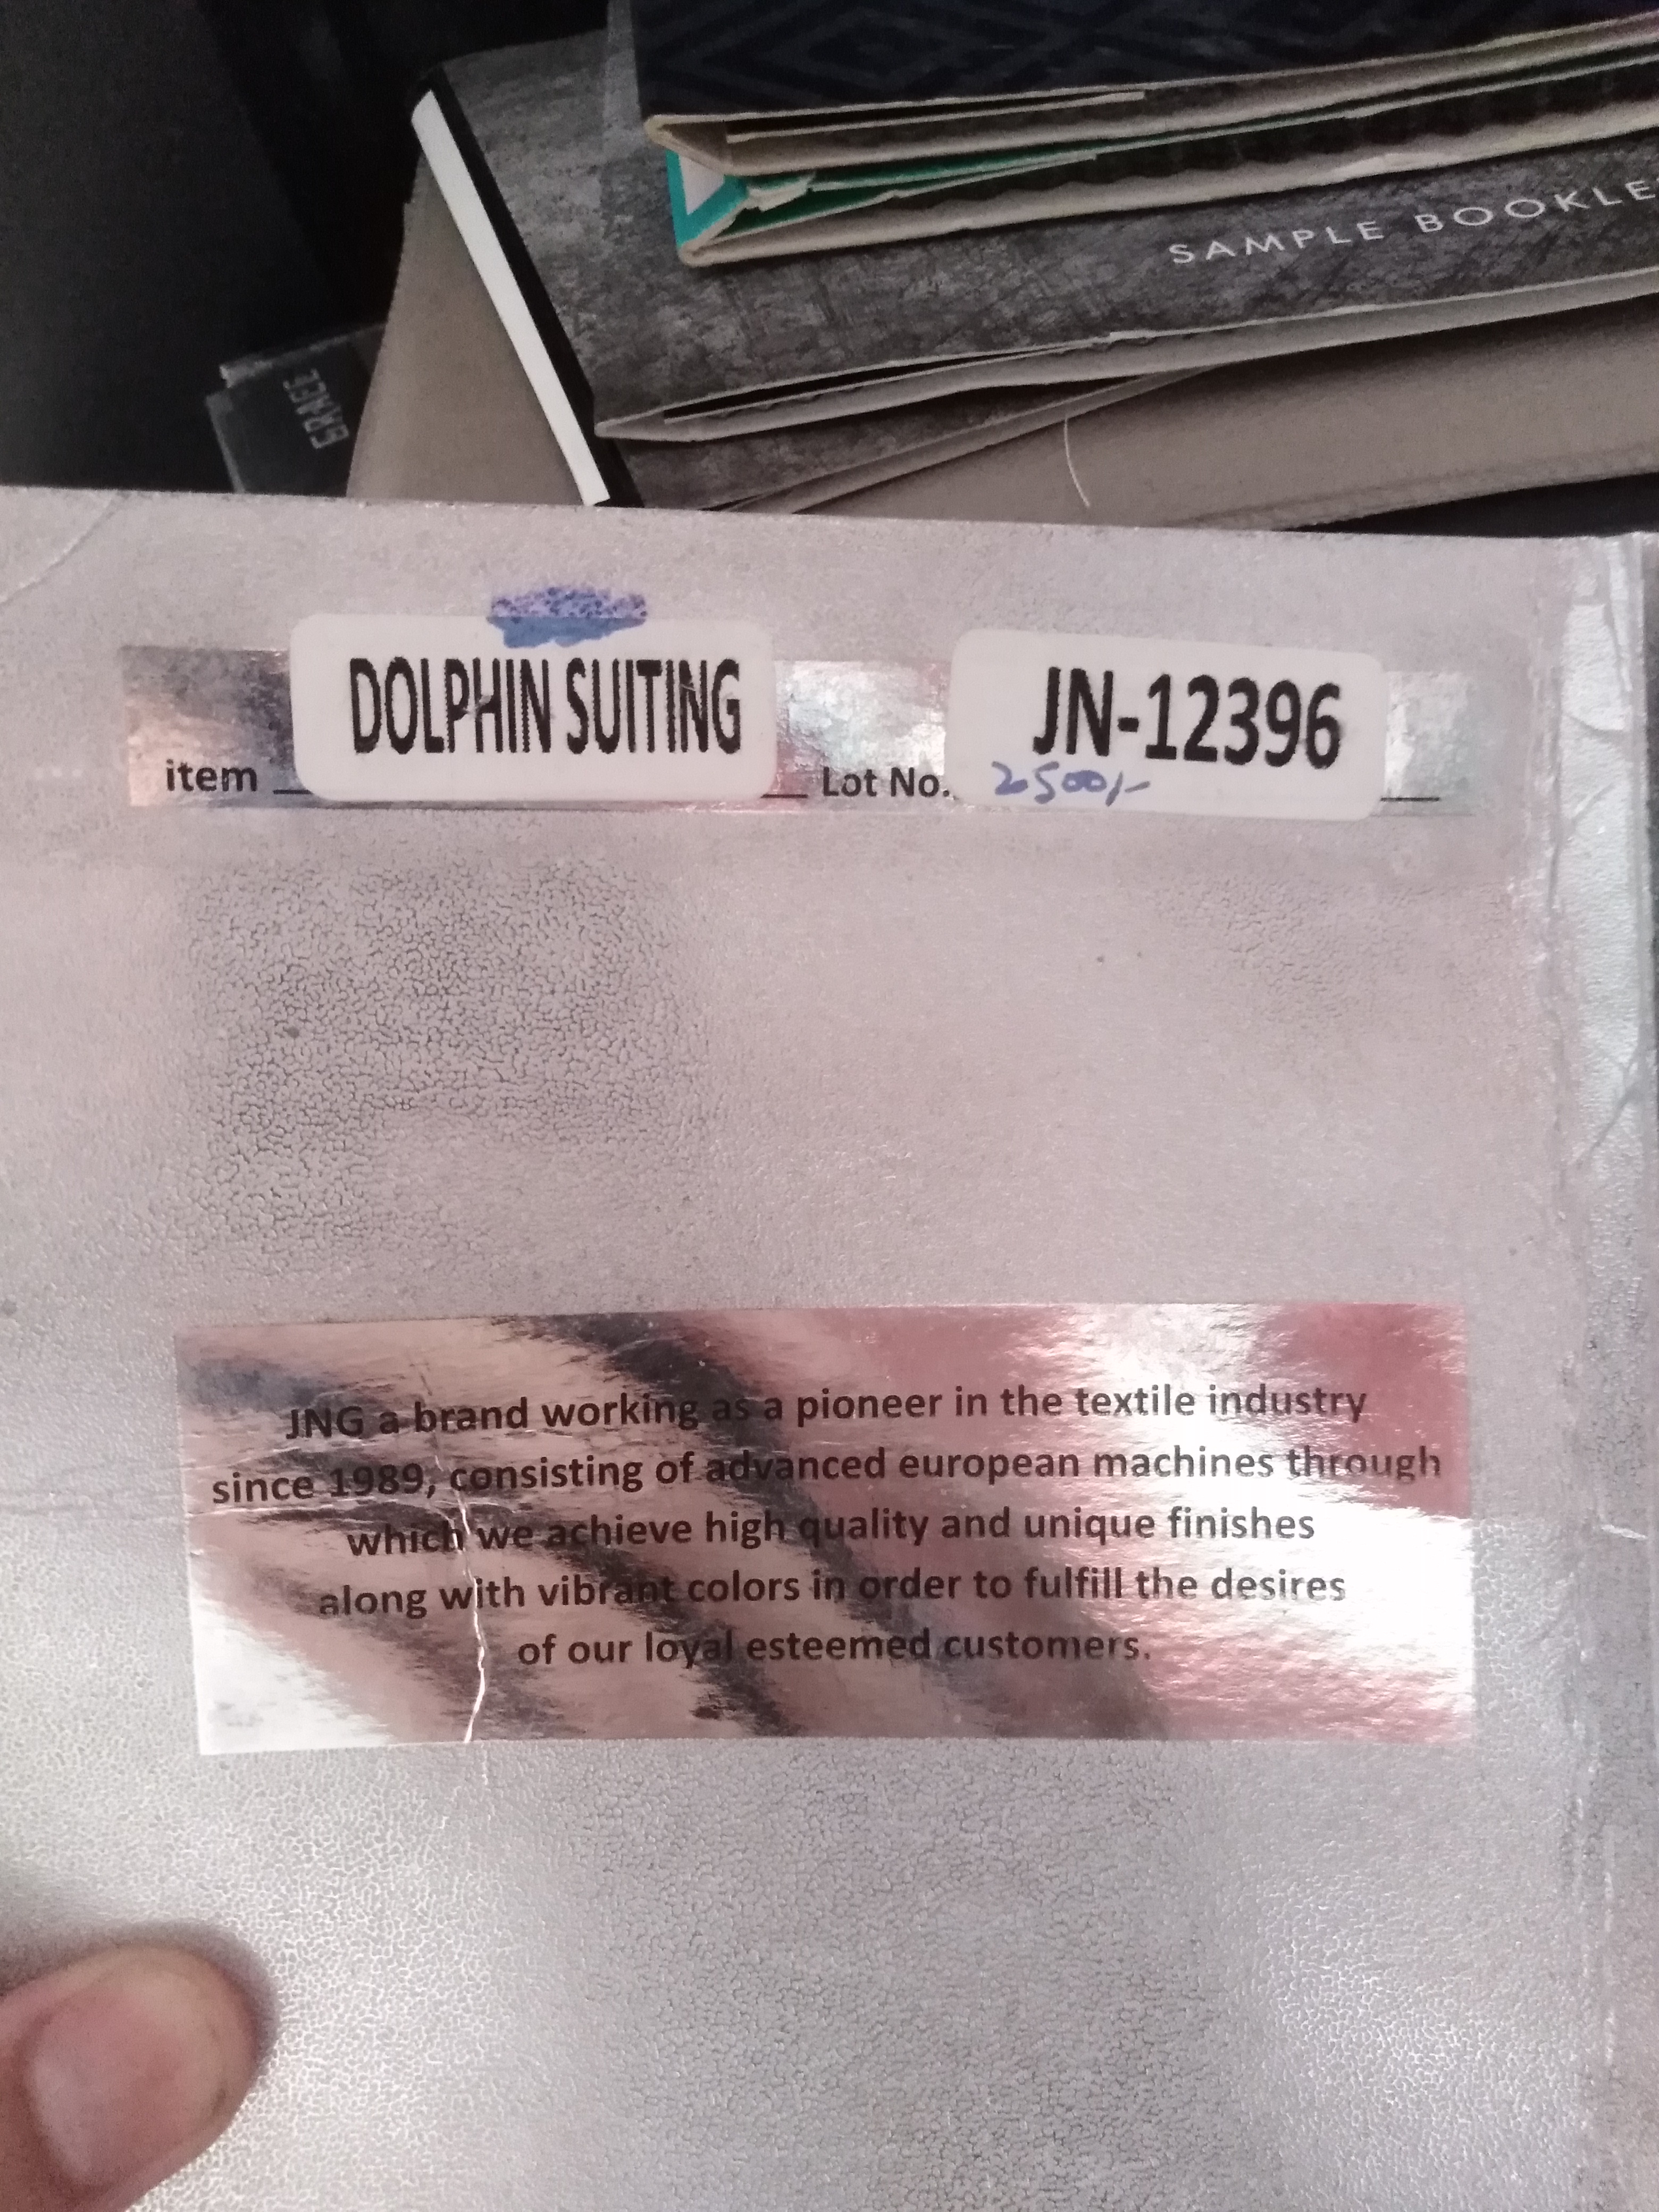 SAMPLE BOOKLE
DOLPHIN SUITING
JN-12396
item
Lot No.
2500/-
JNG a brand working as a pioneer in the textile industry
since 1989, consisting of advanced european machines through
which we achieve high quality and unique finishes
along with vibrant colors in order to fulfill the desires
of our loyal esteemed customers.